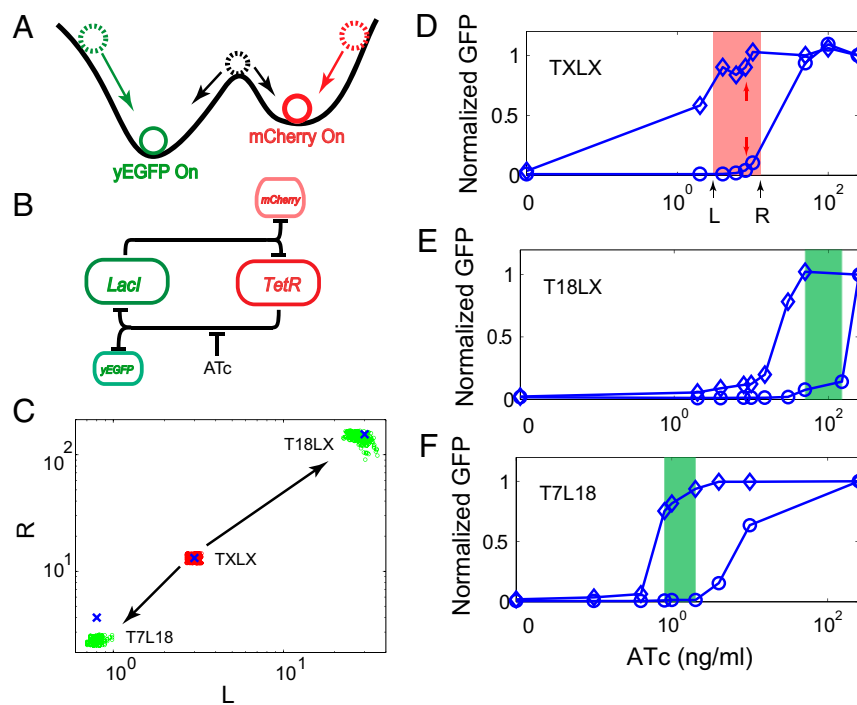 A
yEGFP On
mCherry On
B
mCherry
LacI
TetR
yEGFP
ATc
C
10^2
10^1
R
T18LX
TXLX
T7L18
10^0
10^1
L
D
Normalized GFP
1
0.5
0
TXLX
0
10^0
10^2
L
R
E
Normalized GFP
1
0.5
0
T18LX
0
10^0
10^2
F
Normalized GFP
1
0.5
0
T7L18
0
10^0
10^2
ATc (ng/ml)